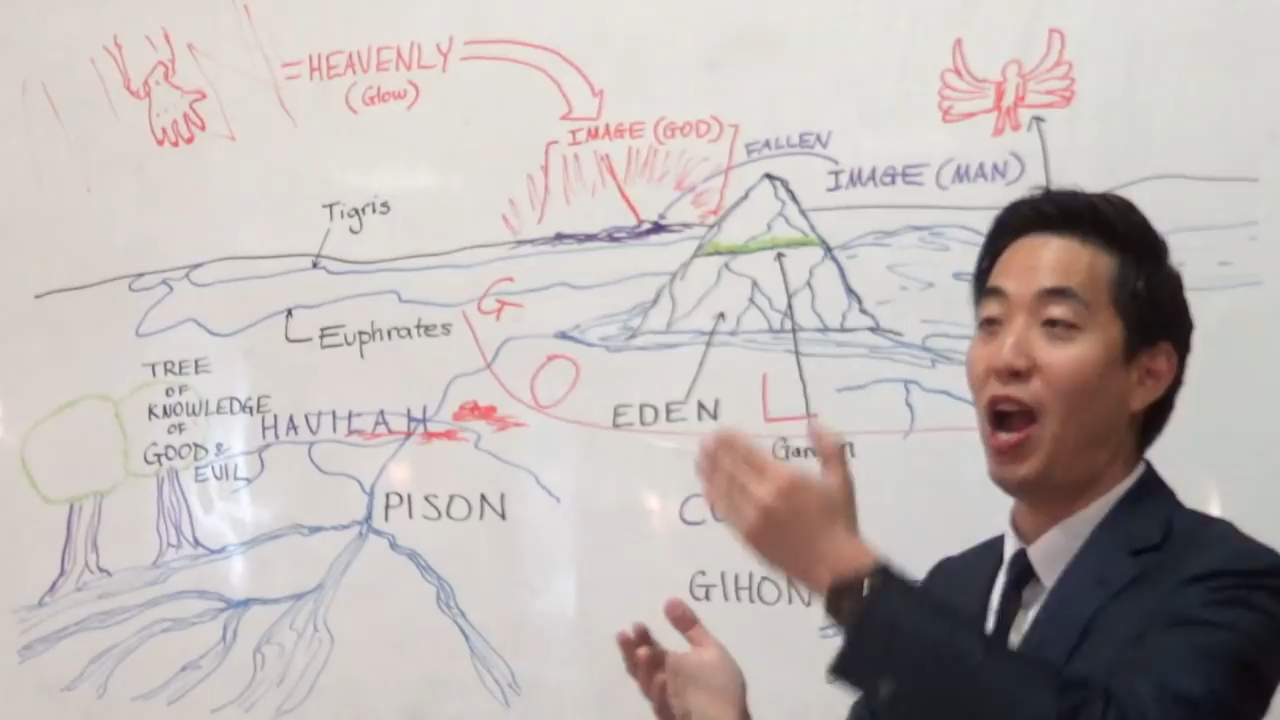 =HEAVENLY
(Glow)
IMAGE (GOD)
FALLEN
IMAGE (MAN)
Tigris
Euphrates
G
O
L
TREE
OF
KNOWLEDGE
OF
GOOD &
EVIL
HAVILAH
EDEN
PISON
GIHON